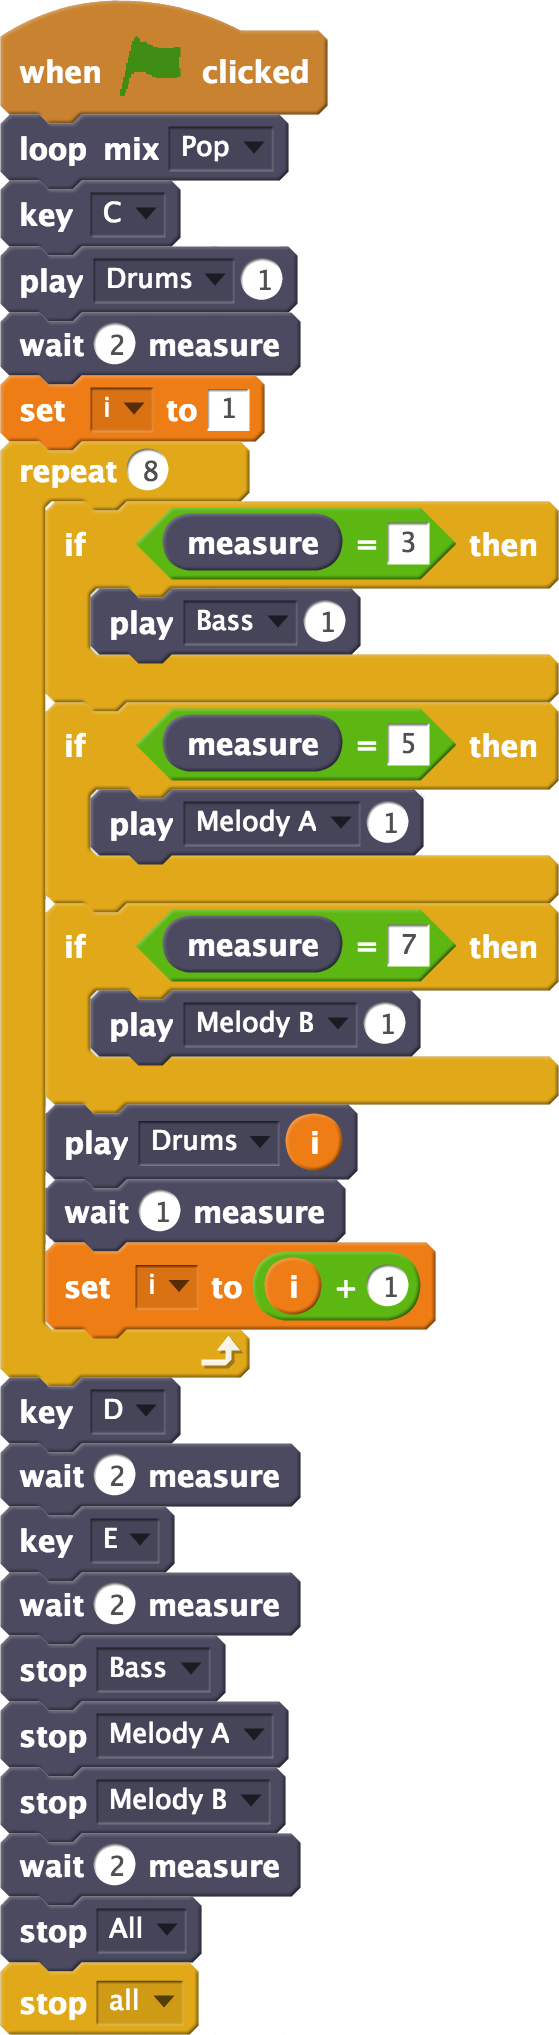 when clicked
loop mix Pop
key C
play Drums 1
wait 2 measure
set i to 1
repeat 8
if measure = 3 then
play Bass 1
if measure = 5 then
play Melody A 1
if measure = 7 then
play Melody B 1
play Drums i
wait 1 measure
set i to i + 1
key D
wait 2 measure
key E
wait 2 measure
stop Bass
stop Melody A
stop Melody B
wait 2 measure
stop All
stop all